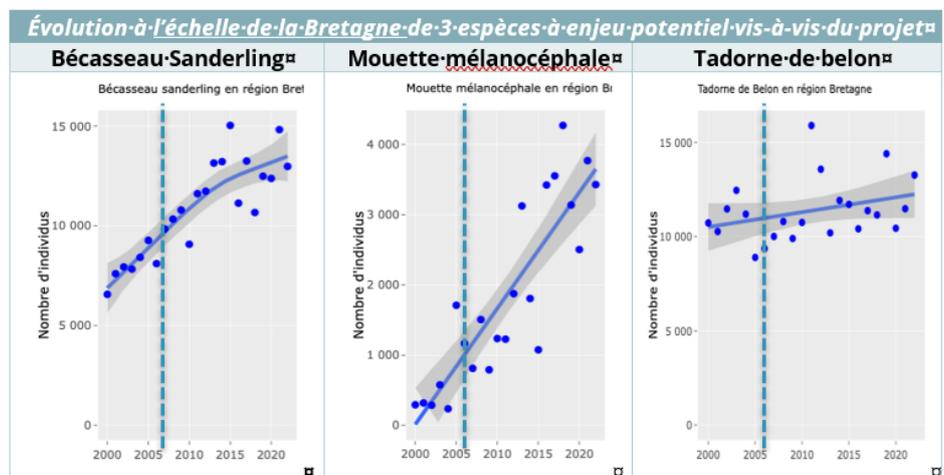 Évolution·à·l'échelle·de·la·Bretagne·de·3·espèces·à·enjeu·potentiel·vis-à-vis·du·projet¤
Bécasseau·Sanderling¤
Mouette·mélanocéphale¤
Tadorne·de·belon¤
Bécasseau sanderling en région Bret
Mouette mélanocéphale en région Br
Tadorne de Belon en région Bretagne
Nombre d'individus
15 000
10 000
5 000
0
2000 2005 2010 2015 2020
Nombre d'individus
4 000
3 000
2 000
1 000
0
2000 2005 2010 2015 2020
Nombre d'individus
15 000
10 000
5 000
0
2000 2005 2010 2015 2020
¤
¤
¤